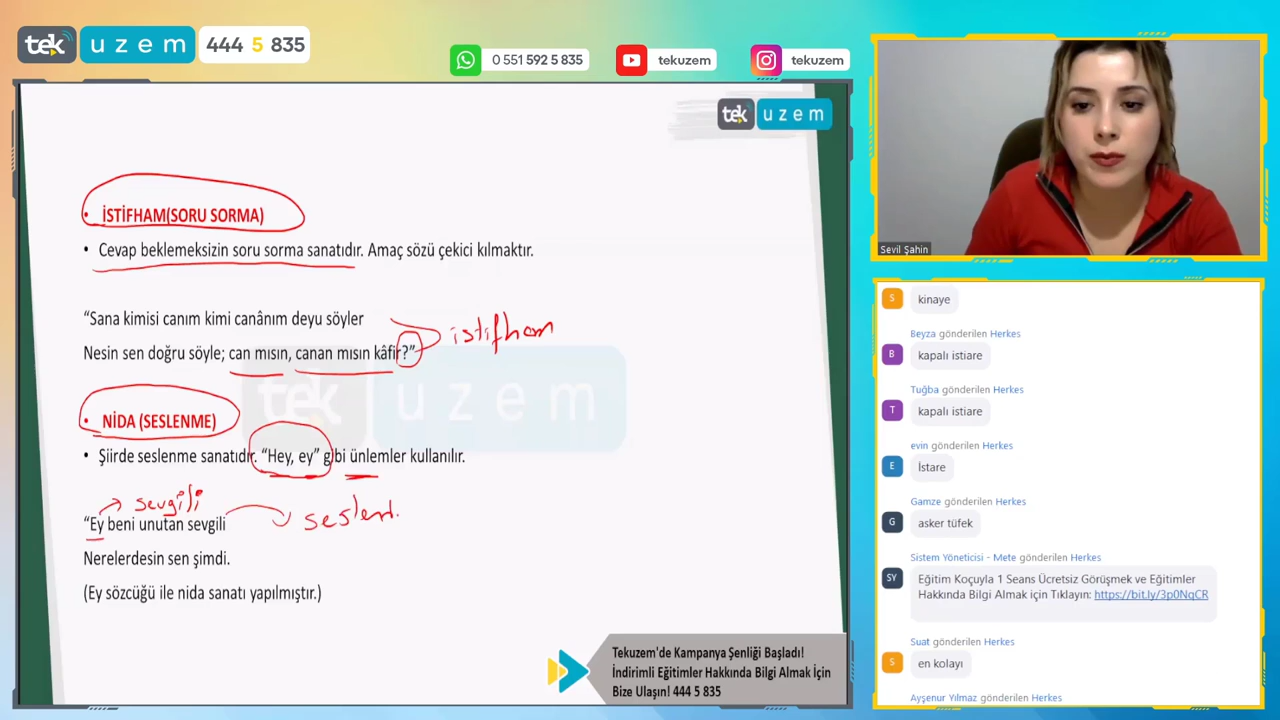 tek uzem 444 5 835
0 551 592 5 835
tekuzem
tekuzem
tek uzem
• İSTİFHAM(SORU SORMA)
• Cevap beklemeksizin soru sorma sanatıdır. Amaç sözü çekici kılmaktır.
“Sana kimisi canım kimi canânım deyu söyler
Nesin sen doğru söyle; can mısın, canan mısın kâfir?”
istifham
tek uzem
• NİDA (SESLENME)
• Şiirde seslenme sanatıdır. “Hey, ey” gibi ünlemler kullanılır.
sevgili
“Ey beni unutan sevgili
Nerelerdesin sen şimdi.
(Ey sözcüğü ile nida sanatı yapılmıştır.)
Tekuzem'de Kampanya Şenliği Başladı!
İndirimli Eğitimler Hakkında Bilgi Almak İçin
Bize Ulaşın! 444 5 835
Sevil Şahin
S kinaye
Beyza gönderilen Herkes
B kapalı istiare
Tuğba gönderilen Herkes
T kapalı istiare
evin gönderilen Herkes
E İstare
Gamze gönderilen Herkes
G asker tüfek
Sistem Yöneticisi - Mete gönderilen Herkes
SY Eğitim Koçuyla 1 Seans Ücretsiz Görüşmek ve Eğitimler
Hakkında Bilgi Almak için Tıklayın: https://bit.ly/3p0NqCR
Suat gönderilen Herkes
S en kolayı
Ayşenur Yılmaz gönderilen Herkes